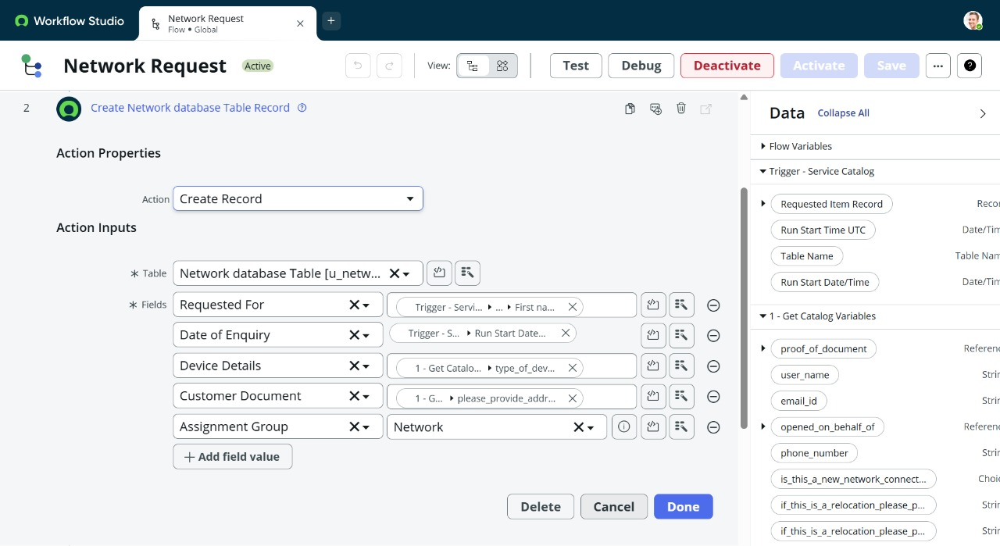 Workflow Studio
Network Request
Flow • Global
Network Request
Active
View:
Test
Debug
Deactivate
Activate
Save
2
Create Network database Table Record
Action Properties
Action
Create Record
Action Inputs
* Table
Network database Table [u_netw...
* Fields
Requested For
Trigger - Servi... ▸ ... ▸ First na...
Date of Enquiry
Trigger - S... ▸ Run Start Date...
Device Details
1 - Get Catalo... ▸ type_of_dev...
Customer Document
1 - G... ▸ please_provide_addr...
Assignment Group
Network
+ Add field value
Delete
Cancel
Done
Data
Collapse All
Flow Variables
Trigger - Service Catalog
Requested Item Record
Recor
Run Start Time UTC
Date/Tim
Table Name
Table Nam
Run Start Date/Time
Date/Tim
1 - Get Catalog Variables
proof_of_document
Reference
user_name
Strin
email_id
Strin
opened_on_behalf_of
Reference
phone_number
Strin
is_this_a_new_network_connect...
Choic
if_this_is_a_relocation_please_p...
Strin
if_this_is_a_relocation_please_p...
Strin